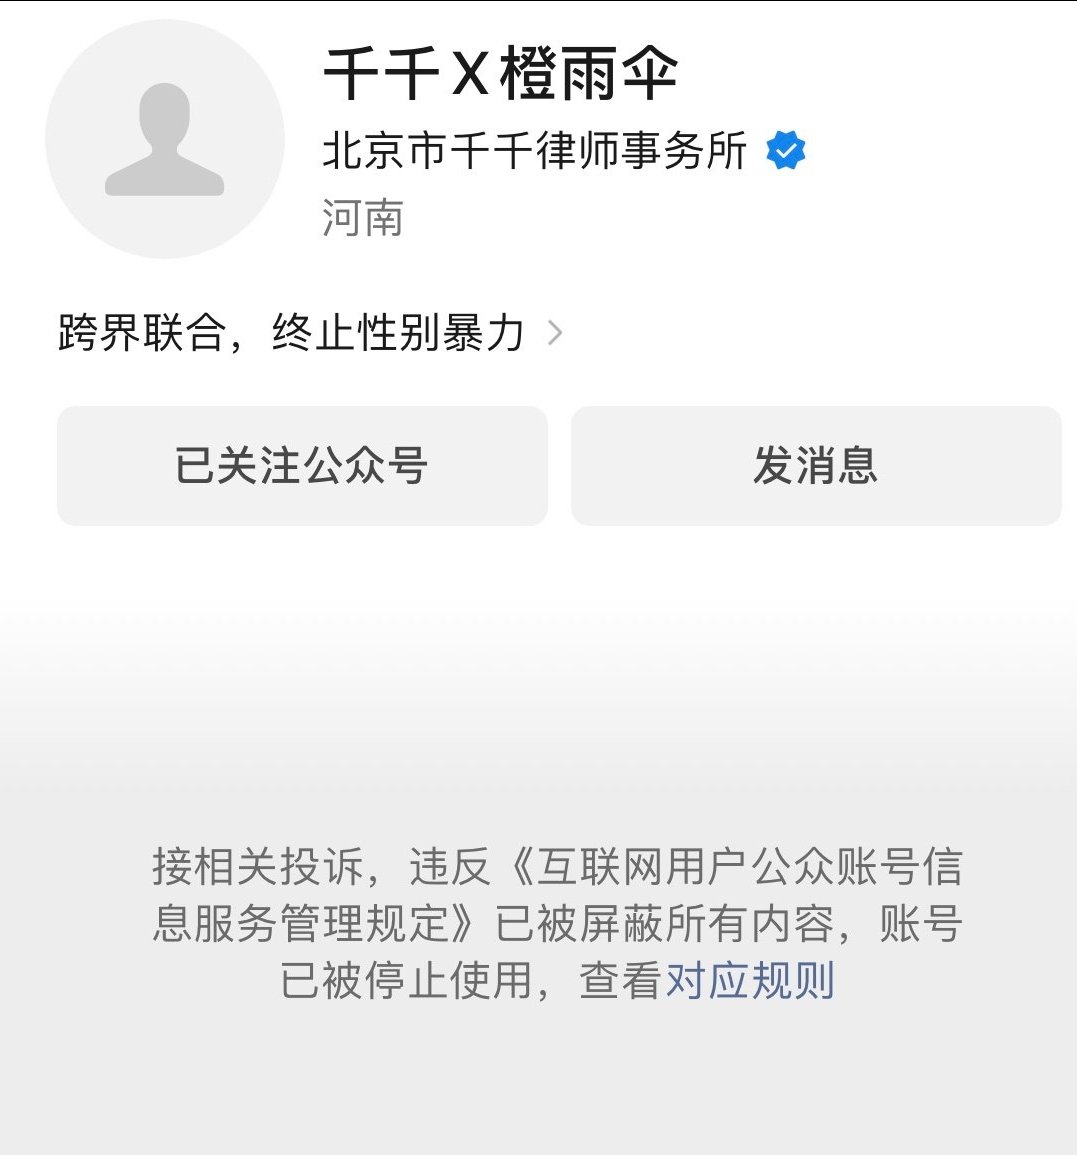 千千X橙雨伞
北京市千千律师事务所
河南
跨界联合，终止性别暴力
已关注公众号
发消息
接相关投诉，违反《互联网用户公众账号信
息服务管理规定》已被屏蔽所有内容，账号
已被停止使用，查看对应规则